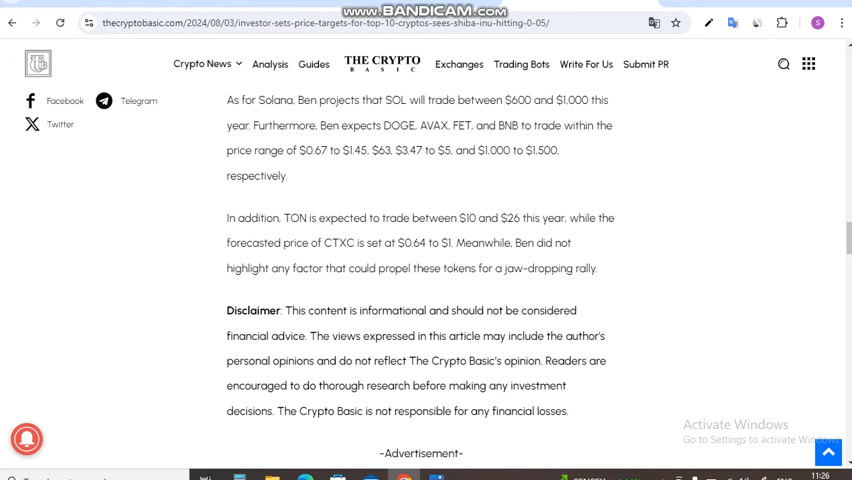 www.BANDICAM.com
thecryptobasic.com/2024/08/03/investor-sets-price-targets-for-top-10-cryptos-sees-shiba-inu-hitting-0-05/
S
Crypto News Analysis Guides THE CRYPTO BASIC Exchanges Trading Bots Write For Us Submit PR
Facebook Telegram
Twitter
As for Solana, Ben projects that SOL will trade between $600 and $1,000 this
year. Furthermore, Ben expects DOGE, AVAX, FET, and BNB to trade within the
price range of $0.67 to $1.45, $63, $3.47 to $5, and $1,000 to $1,500,
respectively.
In addition, TON is expected to trade between $10 and $26 this year, while the
forecasted price of CTXC is set at $0.64 to $1. Meanwhile, Ben did not
highlight any factor that could propel these tokens for a jaw-dropping rally.
Disclaimer: This content is informational and should not be considered
financial advice. The views expressed in this article may include the author's
personal opinions and do not reflect The Crypto Basic's opinion. Readers are
encouraged to do thorough research before making any investment
decisions. The Crypto Basic is not responsible for any financial losses.
Activate Windows
Go to Settings to activate Windows.
-Advertisement-
11:26